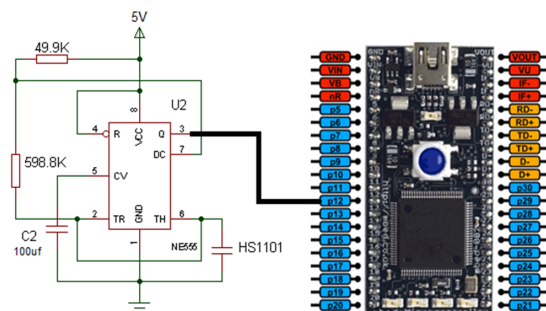 5V
49.9K
U2
8
VCC
4
R
Q
3
DC
7
598.8K
5
CV
2
TR
GND
TH
6
1
C2
100uf
NE555
HS1101
GND
VIN
VB
nR
p5
p6
p7
p8
p9
p10
p11
p12
p13
p14
p15
p16
p17
p18
p19
p20
VOUT
VU
IF-
IF+
RD-
RD+
TD-
TD+
D-
D+
p30
p29
p28
p27
p26
p25
p24
p23
p22
p21